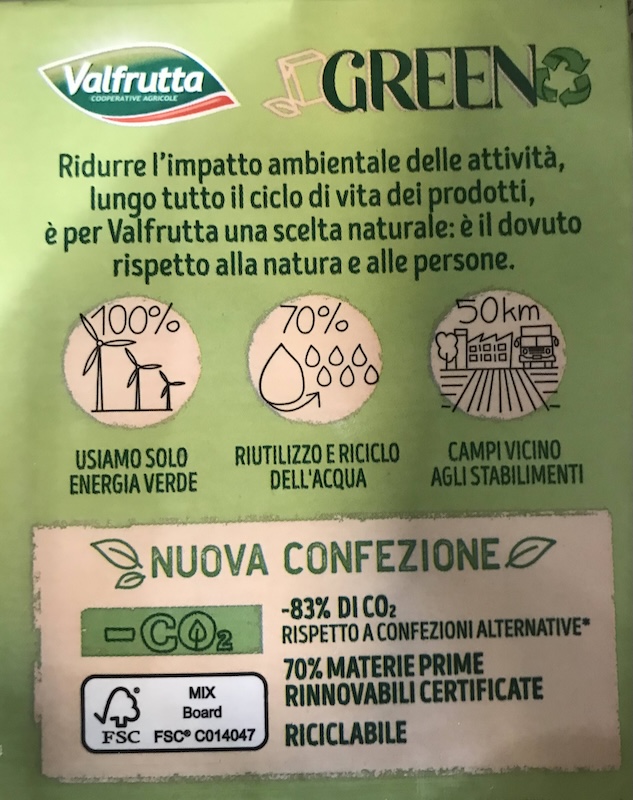 Valfrutta
COOPERATIVE AGRICOLE
GREEN
Ridurre l'impatto ambientale delle attività,
lungo tutto il ciclo di vita dei prodotti,
è per Valfrutta una scelta naturale: è il dovuto
rispetto alla natura e alle persone.
100%
70%
50km
USIAMO SOLO
ENERGIA VERDE
RIUTILIZZO E RICICLO
DELL'ACQUA
CAMPI VICINO
AGLI STABILIMENTI
NUOVA CONFEZIONE
-CO₂
-83% DI CO₂
RISPETTO A CONFEZIONI ALTERNATIVE*
70% MATERIE PRIME
RINNOVABILI CERTIFICATE
RICICLABILE
MIX
Board
FSC FSC® C014047